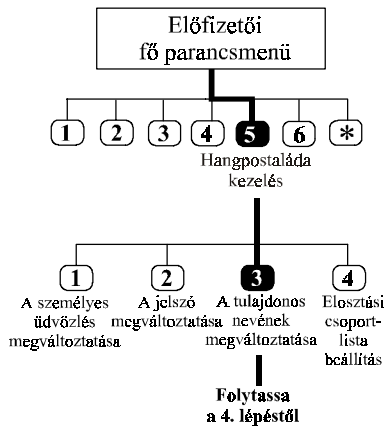 Előfizetői
fő parancsmenü
1 2 3 4 5 6 *
Hangpostaláda
kezelés
1 2 3 4
A személyes
üdvözlés
megváltoztatása
A jelszó
megváltoztatása
A tulajdonos
nevének
megváltoztatása
Elosztási
csoport-
lista
beállítás
Folytassa
a 4. lépéstől